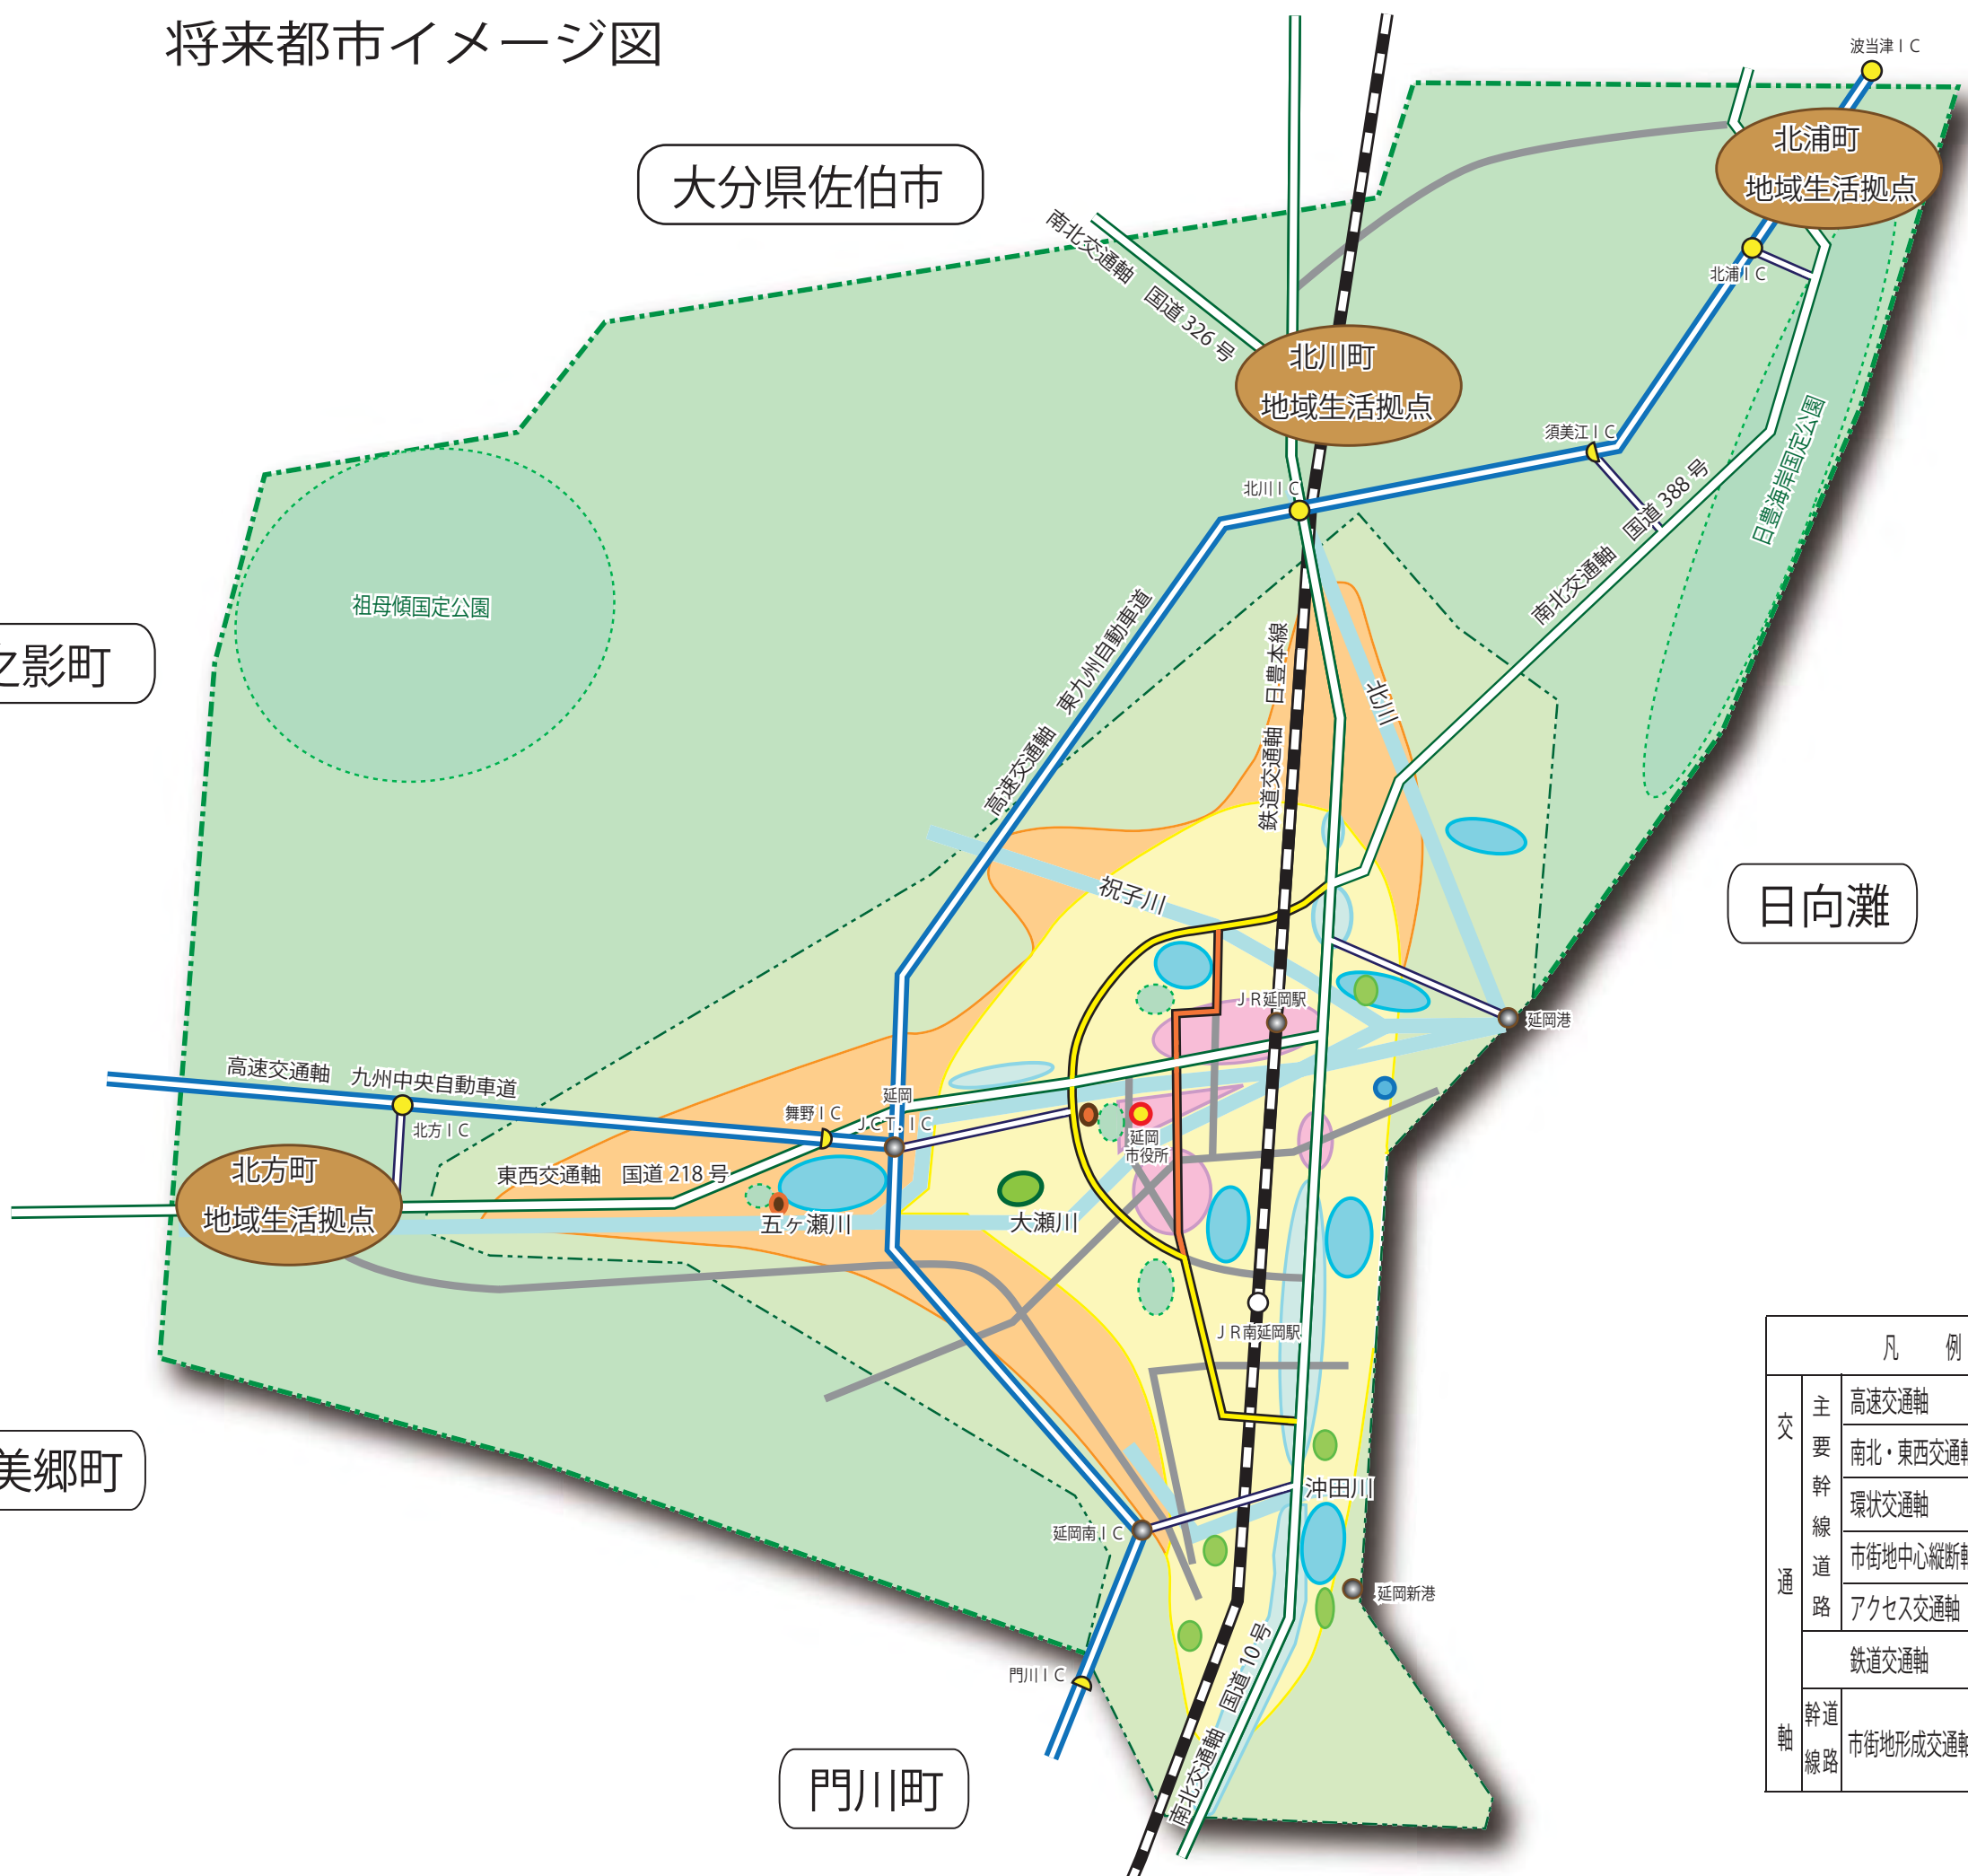 将来都市イメージ図
波当津ＩＣ
北浦町
地域生活拠点
大分県佐伯市
南北交通軸　国道 326 号
北浦ＩＣ
北川町
地域生活拠点
須美江ＩＣ
日豊海岸国定公園
北川ＩＣ
南北交通軸　国道 388 号
祖母傾国定公園
之影町
高速交通軸　東九州自動車道
鉄道交通軸　日豊本線
北川
祝子川
日向灘
ＪＲ延岡駅
延岡港
高速交通軸　九州中央自動車道
延岡
ＪＣＴ．ＩＣ
舞野ＩＣ
北方ＩＣ
延岡
市役所
北方町
地域生活拠点
東西交通軸　国道 218 号
五ヶ瀬川
大瀬川
ＪＲ南延岡駅
美郷町
沖田川
延岡南ＩＣ
延岡新港
門川ＩＣ
南北交通軸　国道 10 号
門川町
凡　例
交通軸
主要幹線道路
高速交通軸
南北・東西交通軸
環状交通軸
市街地中心縦断軸
アクセス交通軸
鉄道交通軸
幹線道路
市街地形成交通軸